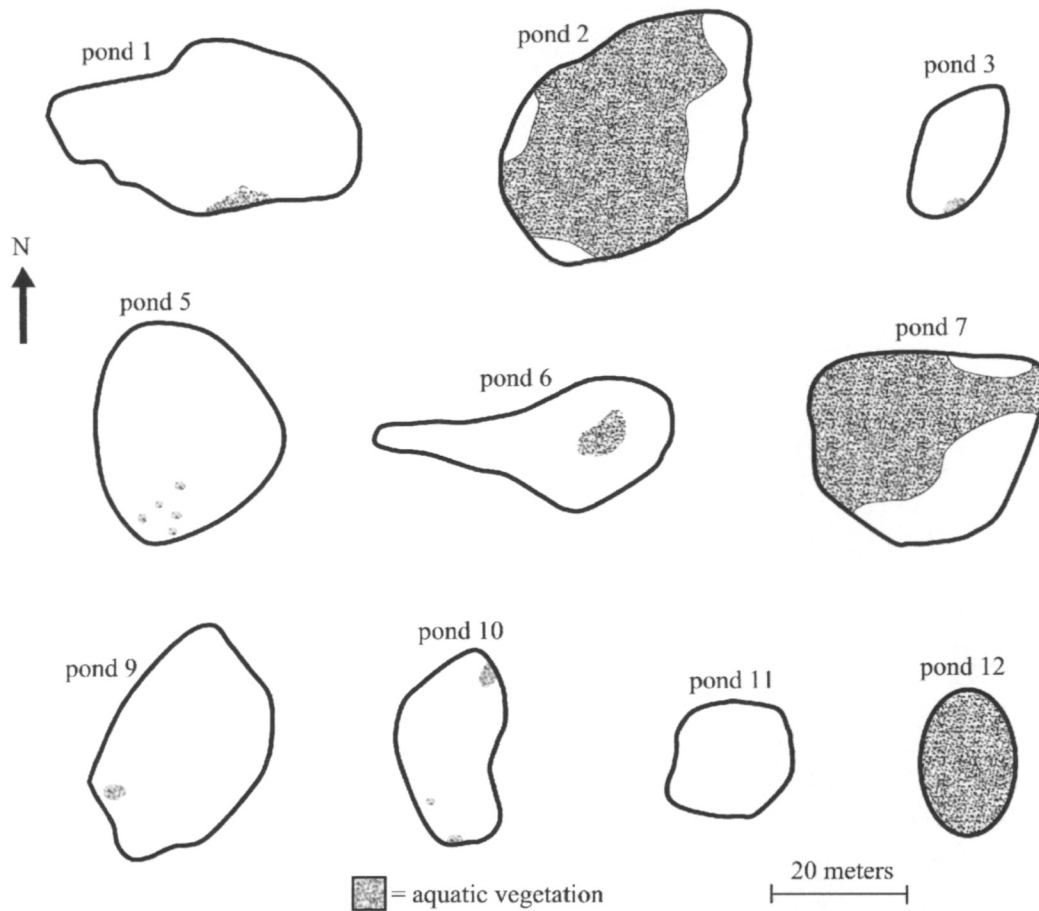 pond 1
pond 2
pond 3
N
pond 5
pond 6
pond 7
pond 9
pond 10
pond 11
pond 12
= aquatic vegetation
20 meters